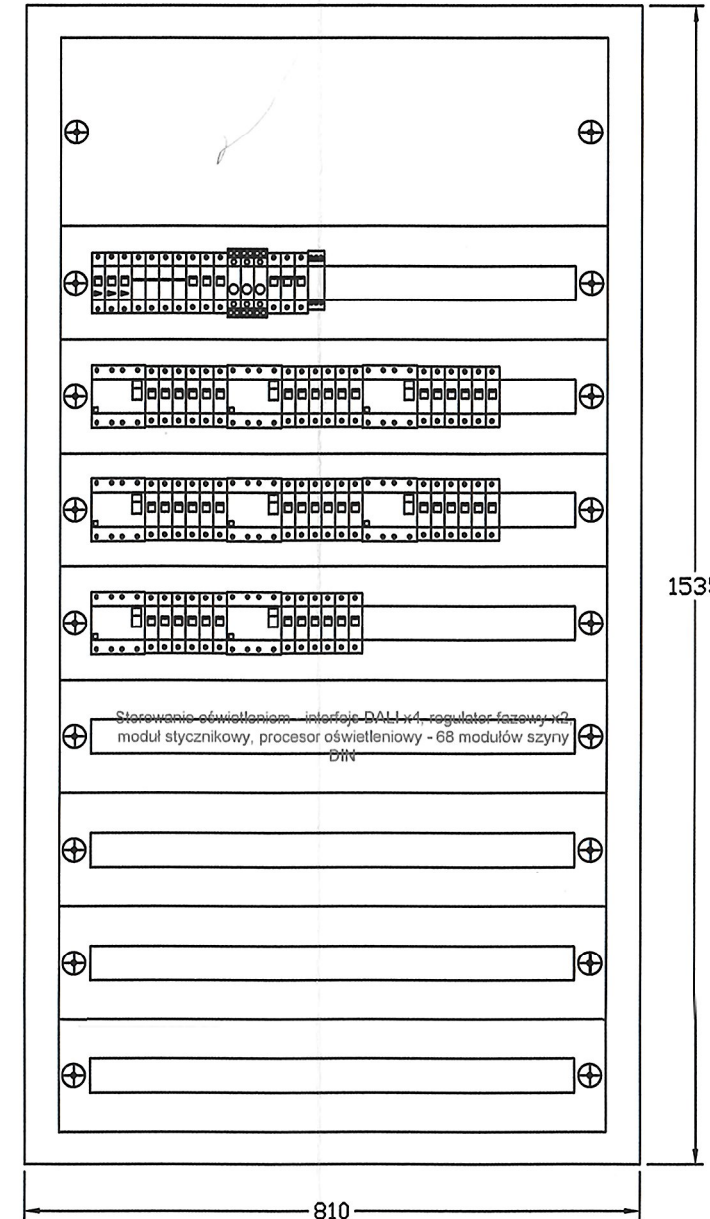 1535
Sterowanie oświetleniem - interfejs DALI x4, regulator fazowy x2,
moduł stycznikowy, procesor oświetleniowy - 68 modułów szyny
DIN
810